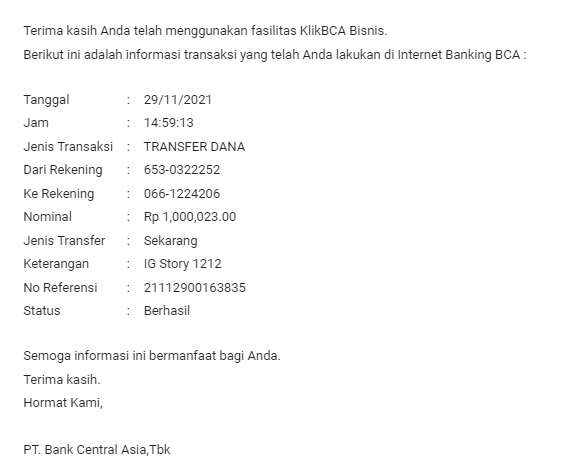 Terima kasih Anda telah menggunakan fasilitas KlikBCA Bisnis.
Berikut ini adalah informasi transaksi yang telah Anda lakukan di Internet Banking BCA :
Tanggal : 29/11/2021
Jam : 14:59:13
Jenis Transaksi : TRANSFER DANA
Dari Rekening : 653-0322252
Ke Rekening : 066-1224206
Nominal : Rp 1,000,023.00
Jenis Transfer : Sekarang
Keterangan : IG Story 1212
No Referensi : 21112900163835
Status : Berhasil
Semoga informasi ini bermanfaat bagi Anda.
Terima kasih.
Hormat Kami,
PT. Bank Central Asia,Tbk